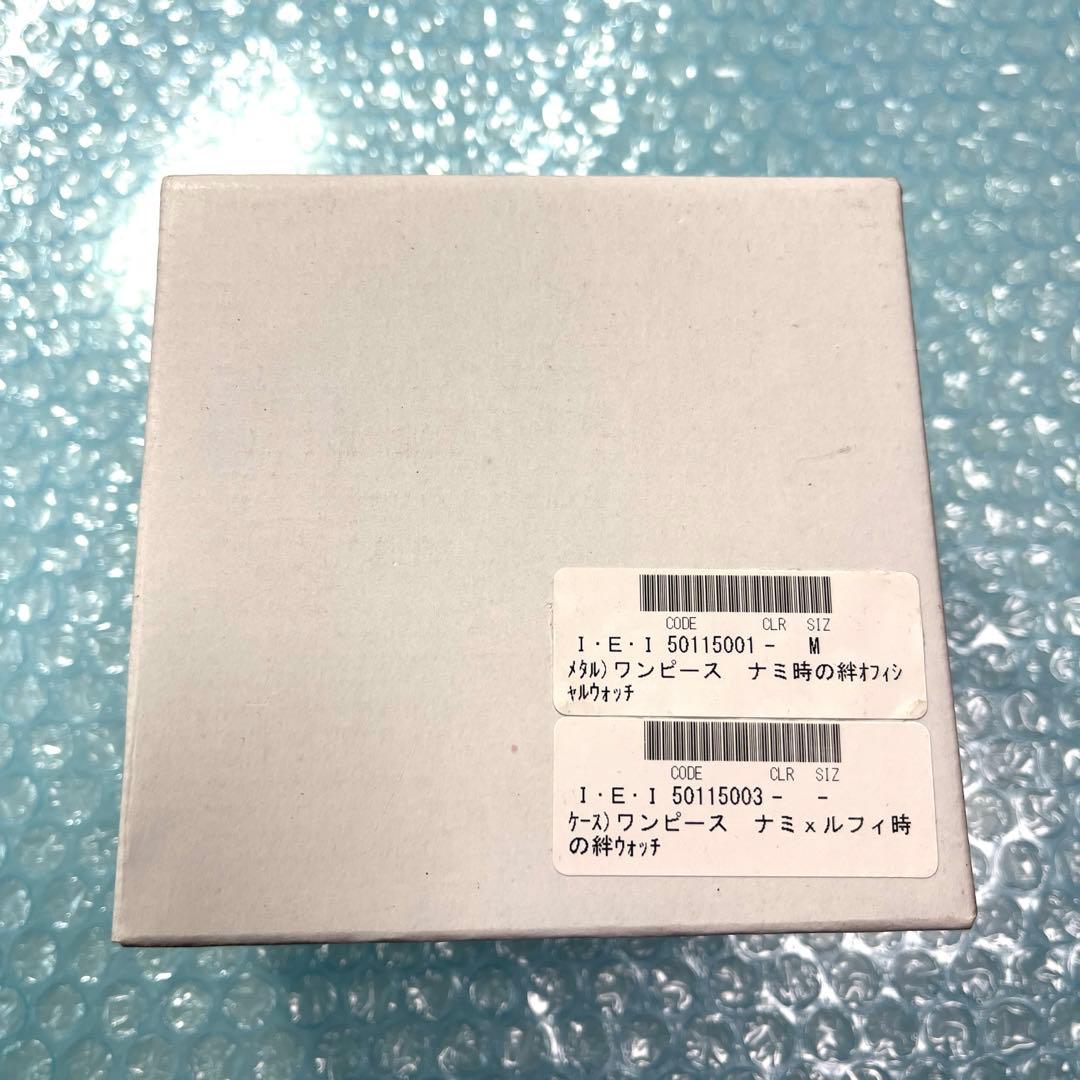 CODE CLR SIZ
I・E・I 50115001 - M
ﾒﾀﾙ)ワンピース　ナミ時の絆ｵﾌｨｼ
ｬﾙｳｫｯﾁ
CODE CLR SIZ
I・E・I 50115003 - -
ｹｰｽ)ワンピース　ナミｘルフィ時
の絆ｳｫｯﾁ